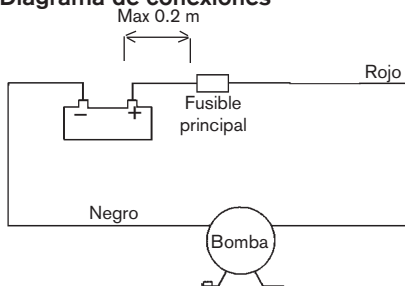 Diagrama de conexiones
Max 0.2 m
Rojo
− +
Fusible
principal
Negro
Bomba